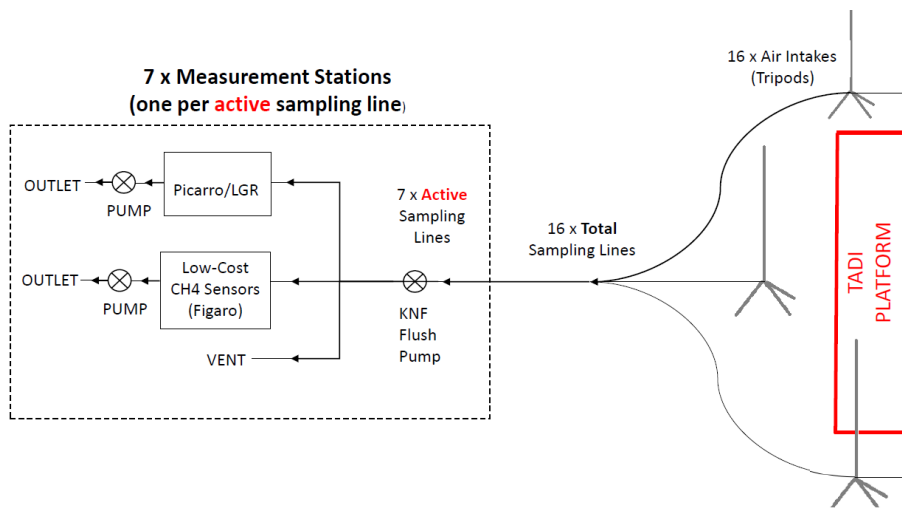 7 x Measurement Stations
(one per active sampling line)
16 x Air Intakes
(Tripods)
OUTLET
PUMP
Picarro/LGR
7 x Active
Sampling
Lines
16 x Total
Sampling Lines
OUTLET
PUMP
Low-Cost
CH4 Sensors
(Figaro)
KNF
Flush
Pump
VENT
TADI
PLATFORM